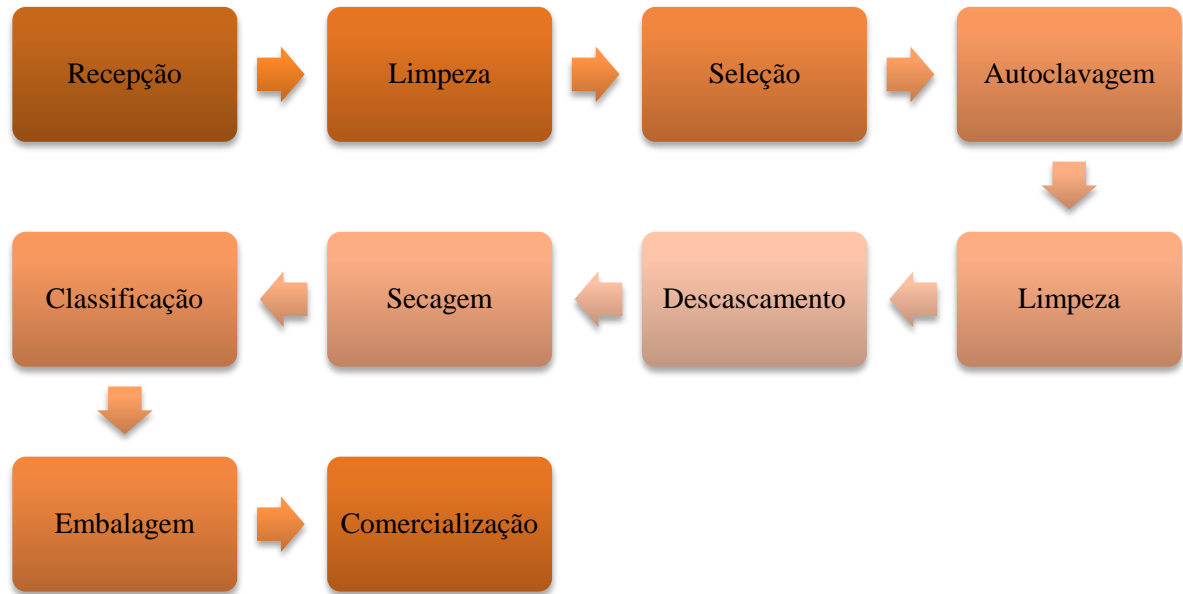 Recepção
Limpeza
Seleção
Autoclavagem
Limpeza
Descascamento
Secagem
Classificação
Embalagem
Comercialização